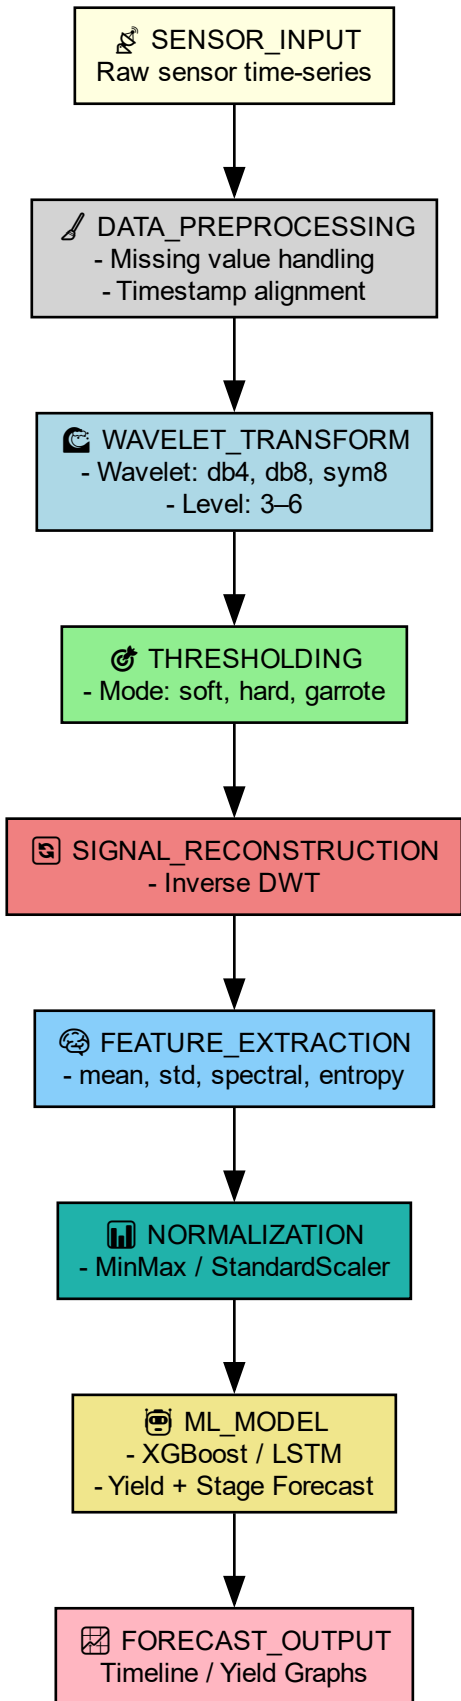 SENSOR_INPUT
Raw sensor time-series
DATA_PREPROCESSING
- Missing value handling
- Timestamp alignment
WAVELET_TRANSFORM
- Wavelet: db4, db8, sym8
- Level: 3–6
THRESHOLDING
- Mode: soft, hard, garrote
SIGNAL_RECONSTRUCTION
- Inverse DWT
FEATURE_EXTRACTION
- mean, std, spectral, entropy
NORMALIZATION
- MinMax / StandardScaler
ML_MODEL
- XGBoost / LSTM
- Yield + Stage Forecast
FORECAST_OUTPUT
Timeline / Yield Graphs